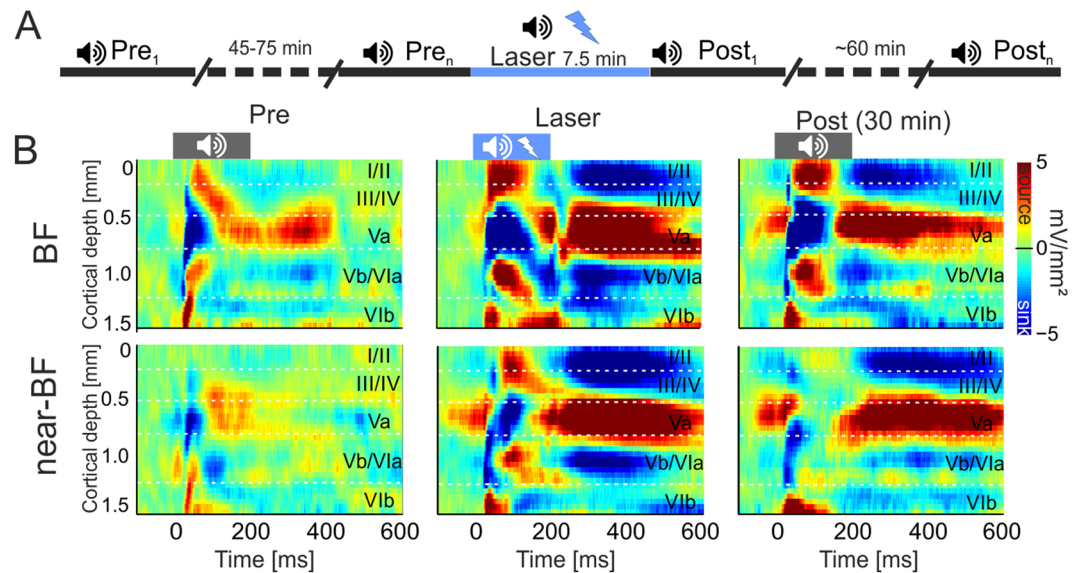 A
Pre1
45-75 min
Pren
Laser 7.5 min
Post1
~60 min
Postn
B
Pre
Laser
Post (30 min)
BF
Cortical depth [mm]
0
0.5
1.0
1.5
I/II
III/IV
Va
Vb/VIa
VIb
I/II
III/IV
Va
Vb/VIa
VIb
I/II
III/IV
Va
Vb/VIa
VIb
5
0
−5
source
sink
mV/mm²
near-BF
Cortical depth [mm]
0
0.5
1.0
1.5
I/II
III/IV
Va
Vb/VIa
VIb
I/II
III/IV
Va
Vb/VIa
VIb
I/II
III/IV
Va
Vb/VIa
VIb
0 200 400 600
0 200 400 600
0 200 400 600
Time [ms]
Time [ms]
Time [ms]